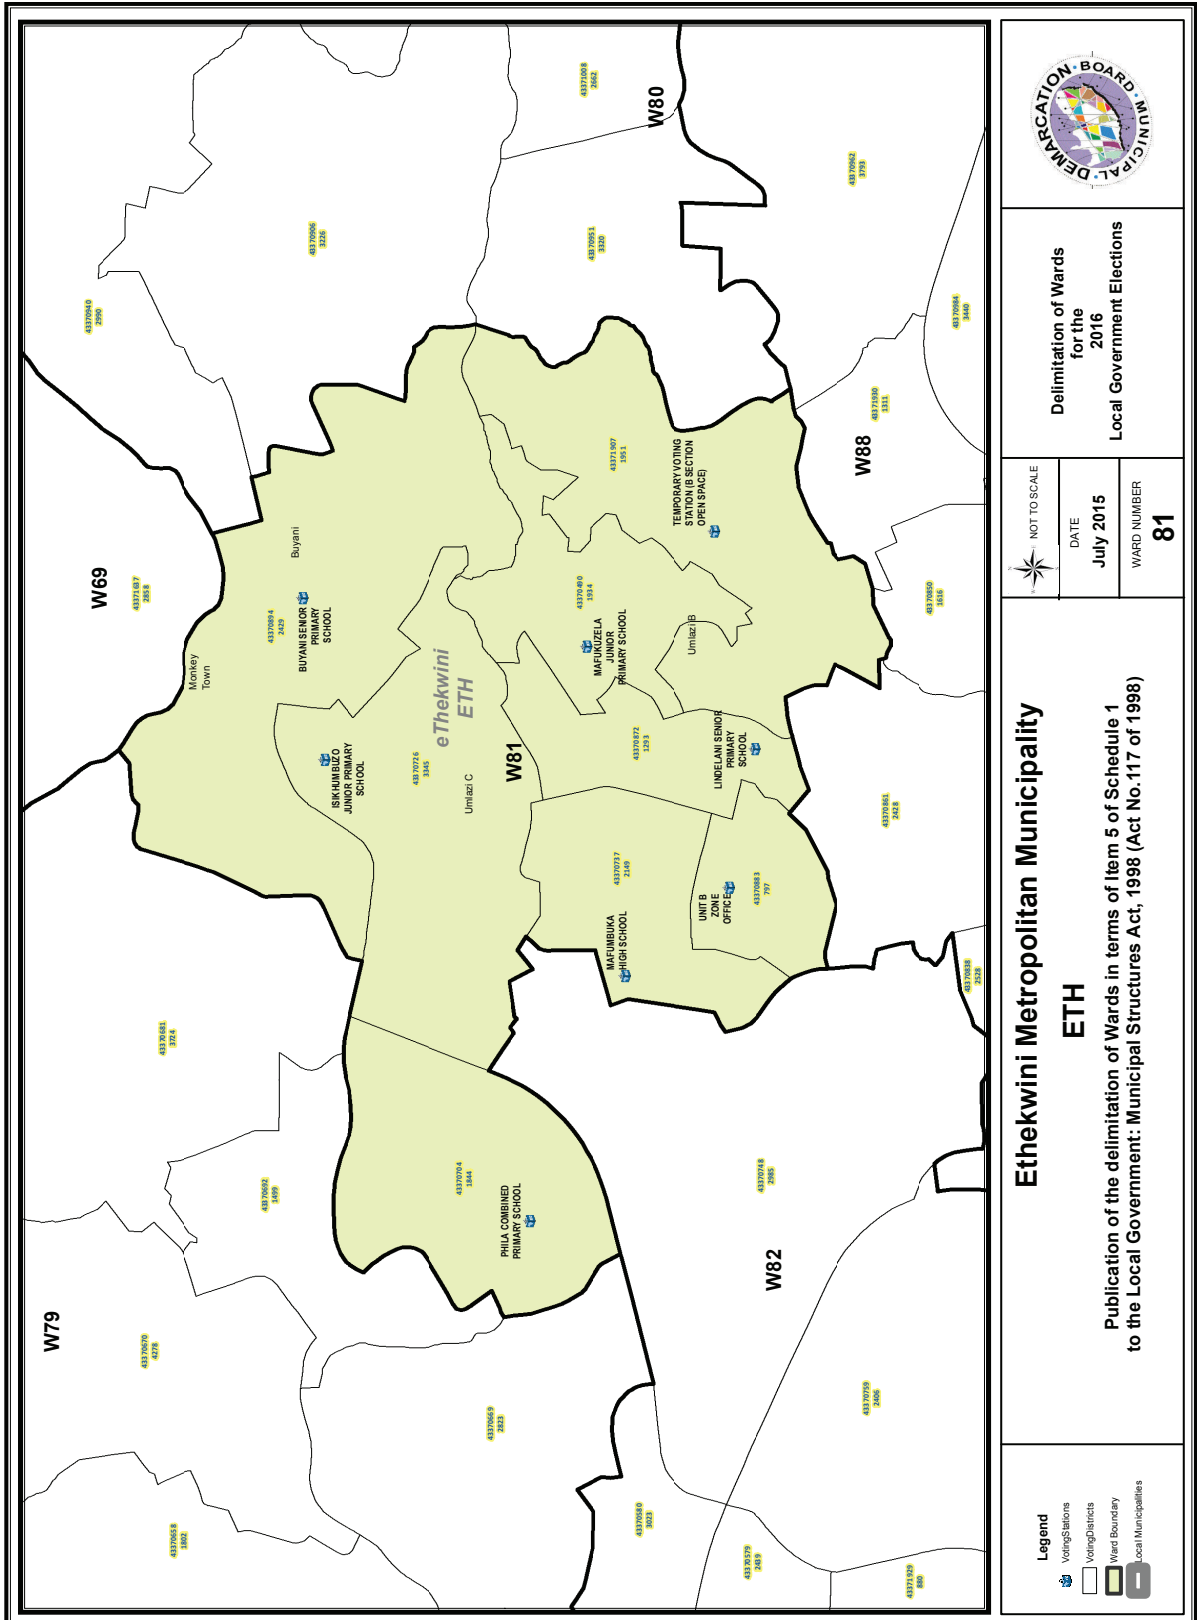 W69
W79
W80
W81
W82
W88
43370940
2990
43370906
3226
43371008
2662
43370951
3320
43370962
3793
43370984
3440
43371930
1311
43371637
2858
43370894
2429
BUYANI SENIOR
PRIMARY
SCHOOL
Buyani
Monkey
Town
ISIKHUMBUZO
JUNIOR PRIMARY
SCHOOL
43370726
3345
eThekwini
ETH
Umlazi C
43371907
1951
TEMPORARY VOTING
STATION (B SECTION
OPEN SPACE)
43370490
1934
MAFUKUZELA
JUNIOR
PRIMARY SCHOOL
Umlazi B
43370872
1293
LINDELANI SENIOR
PRIMARY
SCHOOL
43370850
1616
43370861
2428
43370737
2149
MAFUMBUKA
HIGH SCHOOL
UNIT B
ZONE
OFFICE
43370883
797
43370838
2528
43370681
3724
43370692
1499
43370704
1844
PHILA COMBINED
PRIMARY SCHOOL
43370748
2985
43370670
4278
43370669
2823
43370759
2406
43370658
1802
43370580
3023
43370579
2439
43371929
880
Legend
VotingStations
VotingDistricts
Ward Boundary
Local Municipalities
Ethekwini Metropolitan Municipality
ETH
Publication of the delimitation of Wards in terms of Item 5 of Schedule 1
to the Local Government: Municipal Structures Act, 1998 (Act No.117 of 1998)
NOT TO SCALE
DATE
July 2015
WARD NUMBER
81
Delimitation of Wards
for the
2016
Local Government Elections
MUNICIPAL DEMARCATION BOARD